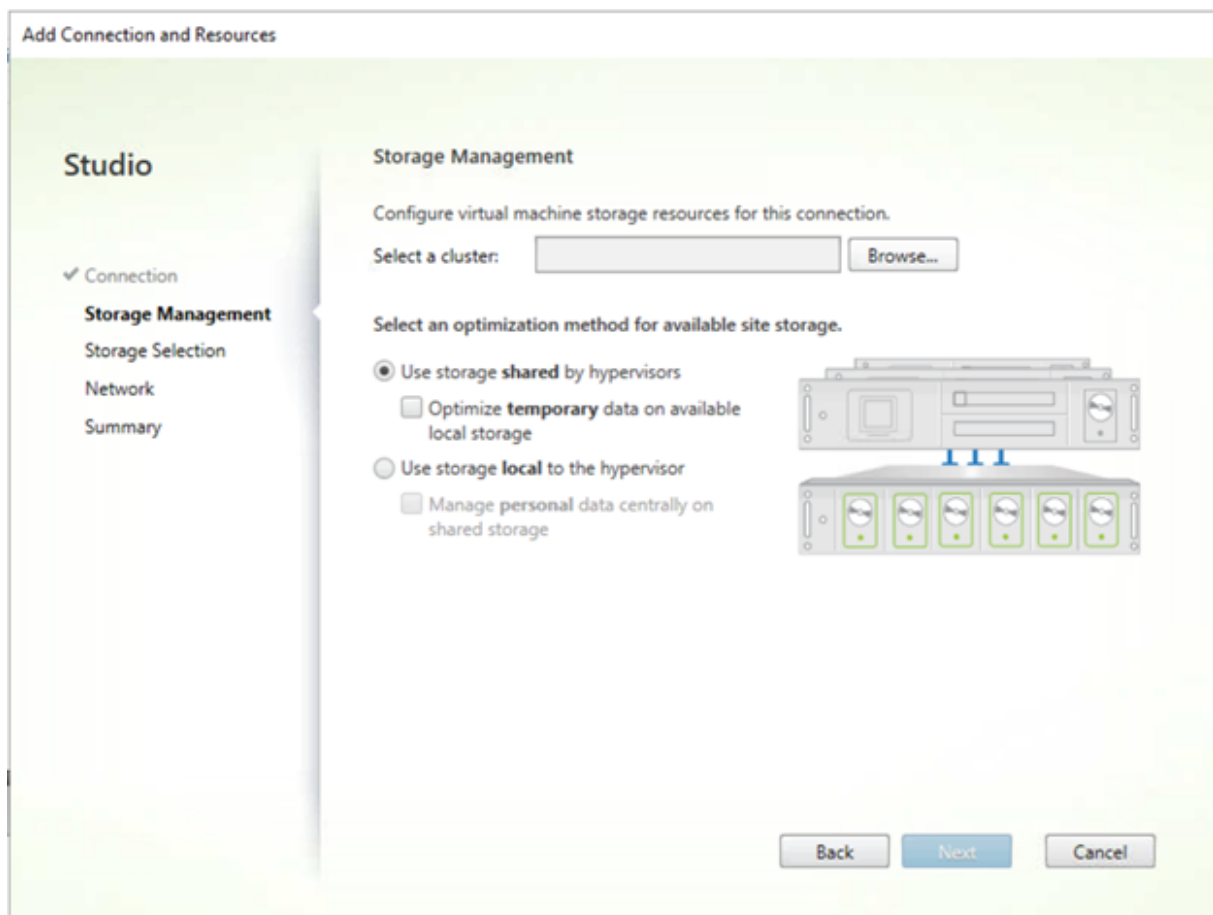 Add Connection and Resources
Studio
Connection
Storage Management
Storage Selection
Network
Summary
Storage Management
Configure virtual machine storage resources for this connection.
Select a cluster:
Browse...
Select an optimization method for available site storage.
Use storage shared by hypervisors
Optimize temporary data on available
local storage
Use storage local to the hypervisor
Manage personal data centrally on
shared storage
Back
Next
Cancel